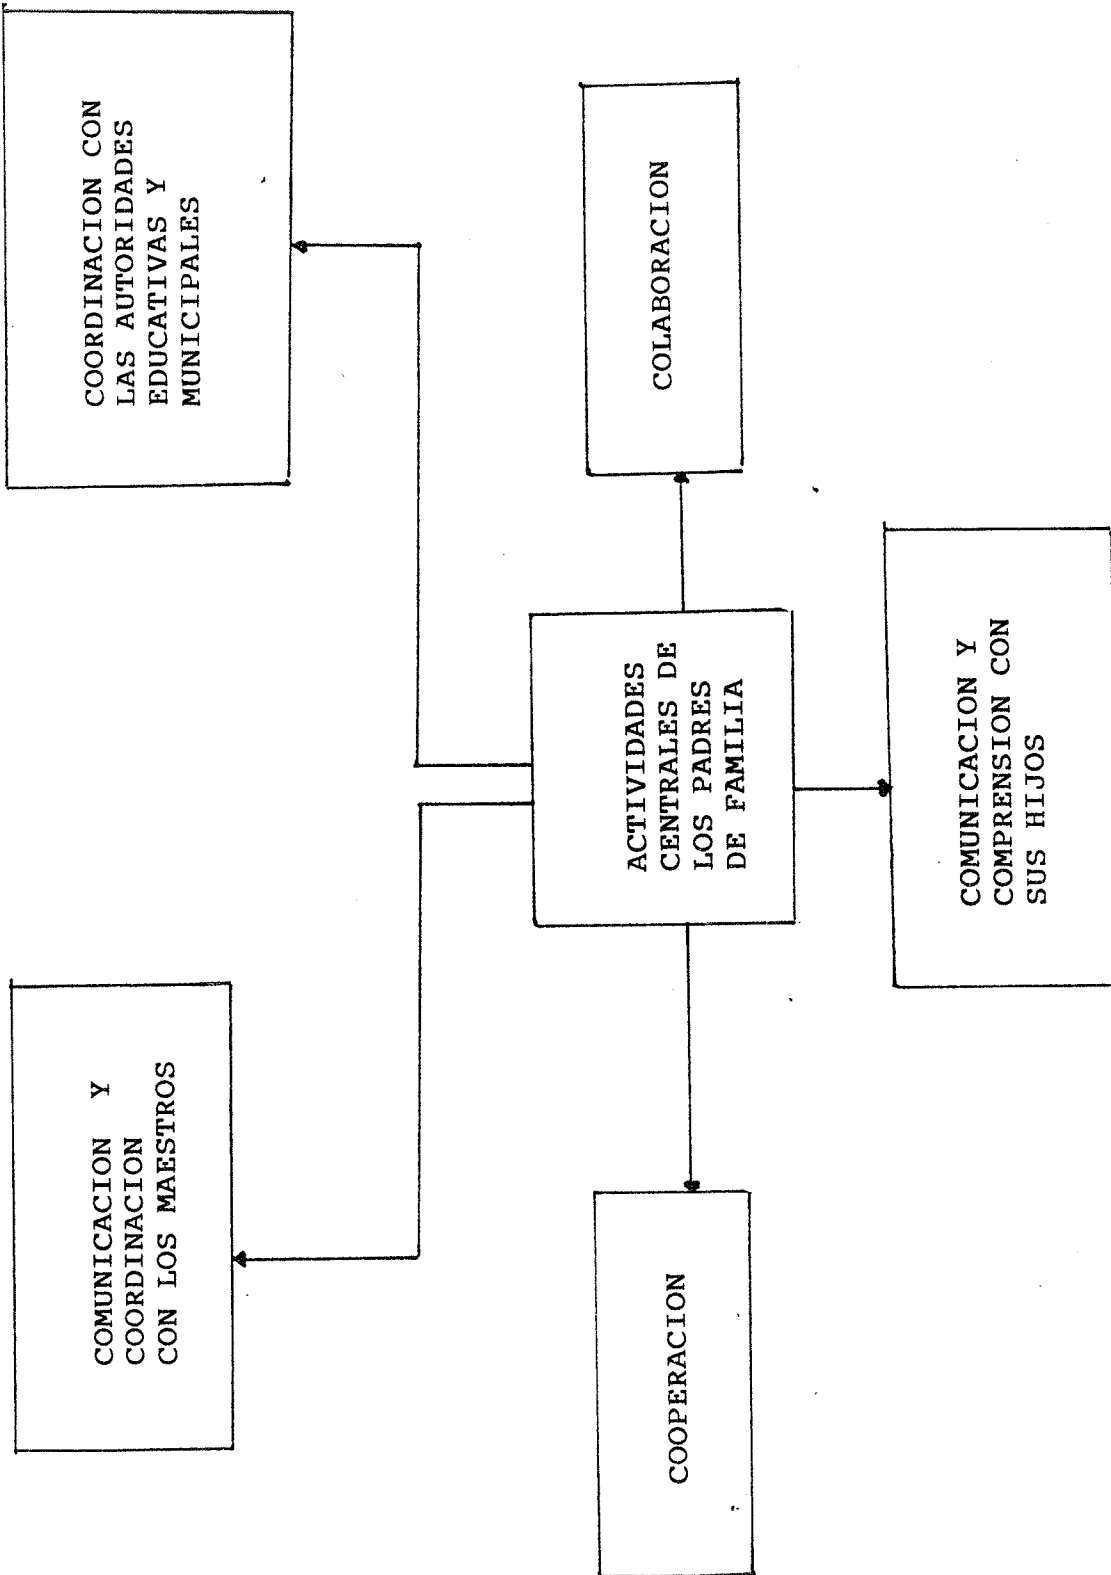 COMUNICACION Y
COORDINACION
CON LOS MAESTROS
COORDINACION CON
LAS AUTORIDADES
EDUCATIVAS Y
MUNICIPALES
COOPERACION
ACTIVIDADES
CENTRALES DE
LOS PADRES
DE FAMILIA
COLABORACION
COMUNICACION Y
COMPRENSION CON
SUS HIJOS